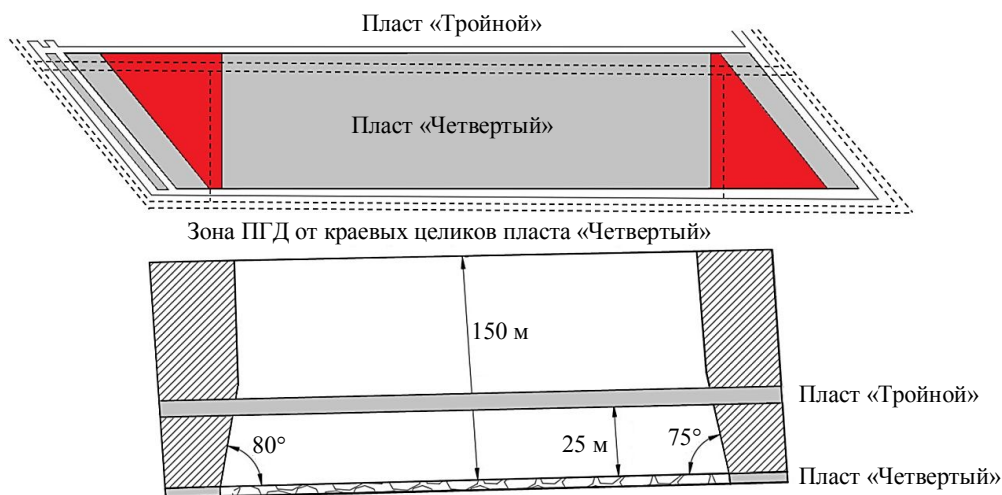 Пласт «Тройной»
Пласт «Четвертый»
Зона ПГД от краевых целиков пласта «Четвертый»
150 м
Пласт «Тройной»
80°
25 м
75°
Пласт «Четвертый»